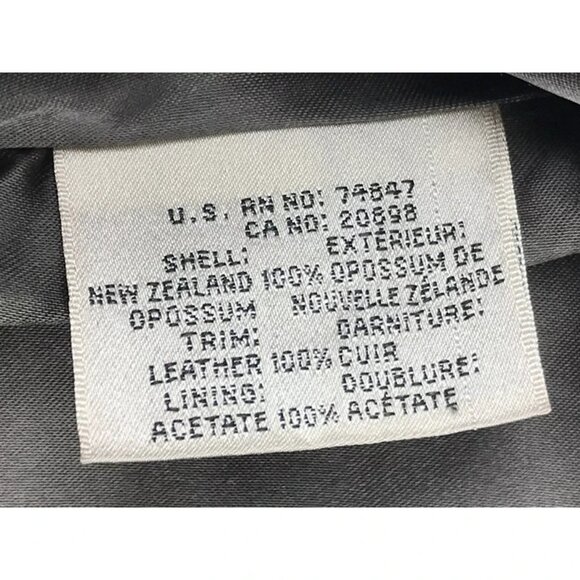 U.S. RN NO: 74847
CA NO: 20898
SHELL: EXTÉRIEUR:
NEW ZEALAND 100% OPOSSUM DE
OPOSSUM NOUVELLE ZÉLANDE
TRIM: GARNITURE:
LEATHER 100% CUIR
LINING: DOUBLURE:
ACETATE 100% ACÉTATE